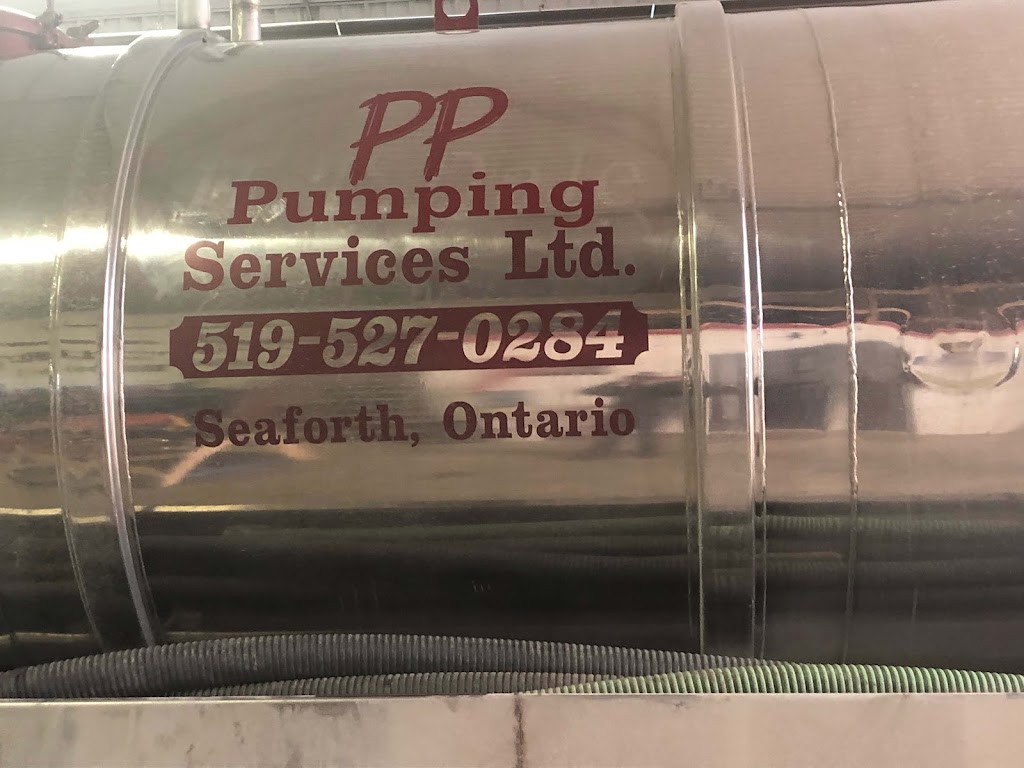 PP
Pumping
Services Ltd.
519-527-0284
Seaforth, Ontario